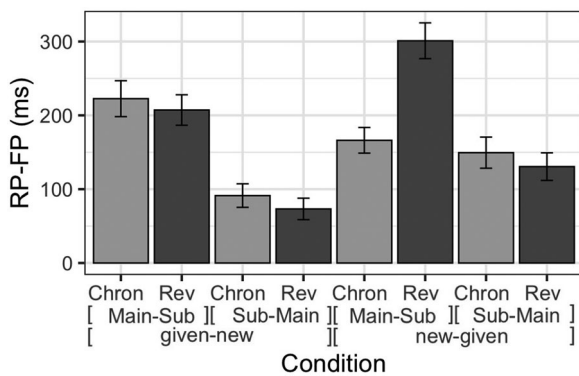 300
200
100
0
RP-FP (ms)
Chron Rev Chron Rev Chron Rev Chron Rev
[ Main-Sub ][ Sub-Main ][ Main-Sub ][ Sub-Main ]
[ given-new ][ new-given ]
Condition